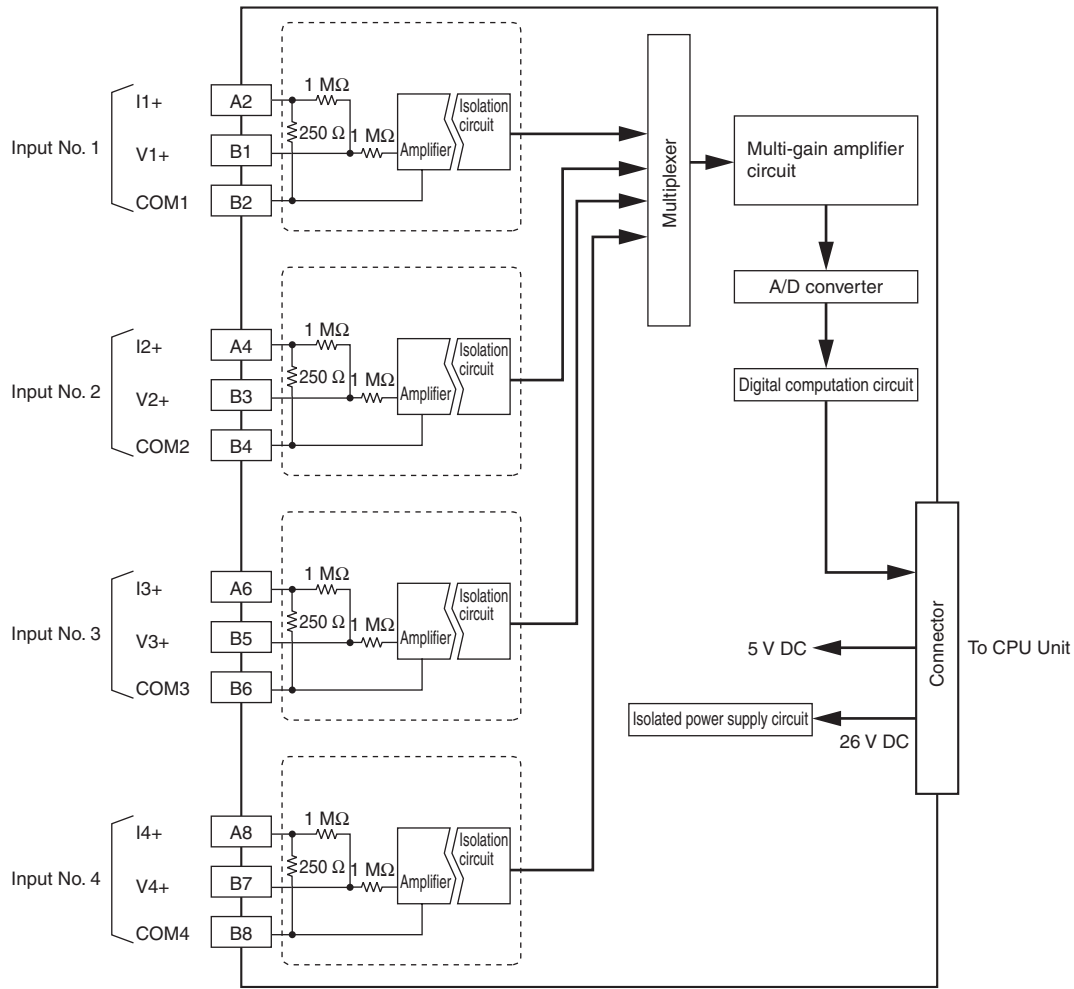 Input No. 1
I1+
V1+
COM1
A2
B1
B2
1 MΩ
250 Ω
1 MΩ
Amplifier
Isolation
circuit
Input No. 2
I2+
V2+
COM2
A4
B3
B4
1 MΩ
250 Ω
1 MΩ
Amplifier
Isolation
circuit
Input No. 3
I3+
V3+
COM3
A6
B5
B6
1 MΩ
250 Ω
1 MΩ
Amplifier
Isolation
circuit
Input No. 4
I4+
V4+
COM4
A8
B7
B8
1 MΩ
250 Ω
1 MΩ
Amplifier
Isolation
circuit
Multiplexer
Multi-gain amplifier
circuit
A/D converter
Digital computation circuit
Connector
To CPU Unit
5 V DC
Isolated power supply circuit
26 V DC